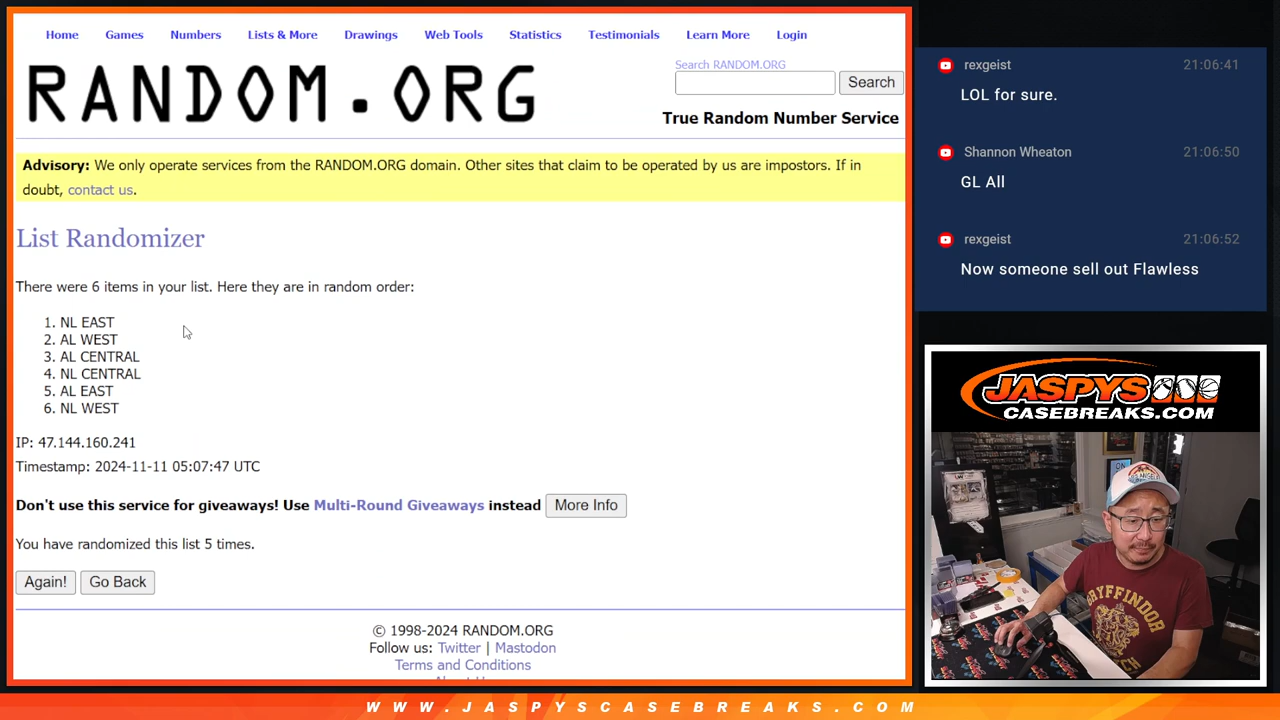 Home Games Numbers Lists & More Drawings Web Tools Statistics Testimonials Learn More Login
RANDOM.ORG
Search RANDOM.ORG
Search
True Random Number Service
Advisory: We only operate services from the RANDOM.ORG domain. Other sites that claim to be operated by us are impostors. If in
doubt, contact us.
List Randomizer
There were 6 items in your list. Here they are in random order:
1. NL EAST
2. AL WEST
3. AL CENTRAL
4. NL CENTRAL
5. AL EAST
6. NL WEST
IP: 47.144.160.241
Timestamp: 2024-11-11 05:07:47 UTC
Don't use this service for giveaways! Use Multi-Round Giveaways instead More Info
You have randomized this list 5 times.
Again! Go Back
© 1998-2024 RANDOM.ORG
Follow us: Twitter | Mastodon
Terms and Conditions
rexgeist 21:06:41
LOL for sure.
Shannon Wheaton 21:06:50
GL All
rexgeist 21:06:52
Now someone sell out Flawless
JASPYS
CASEBREAKS.COM
GRYFFINDOR
WWW.JASPYSCASEBREAKS.COM